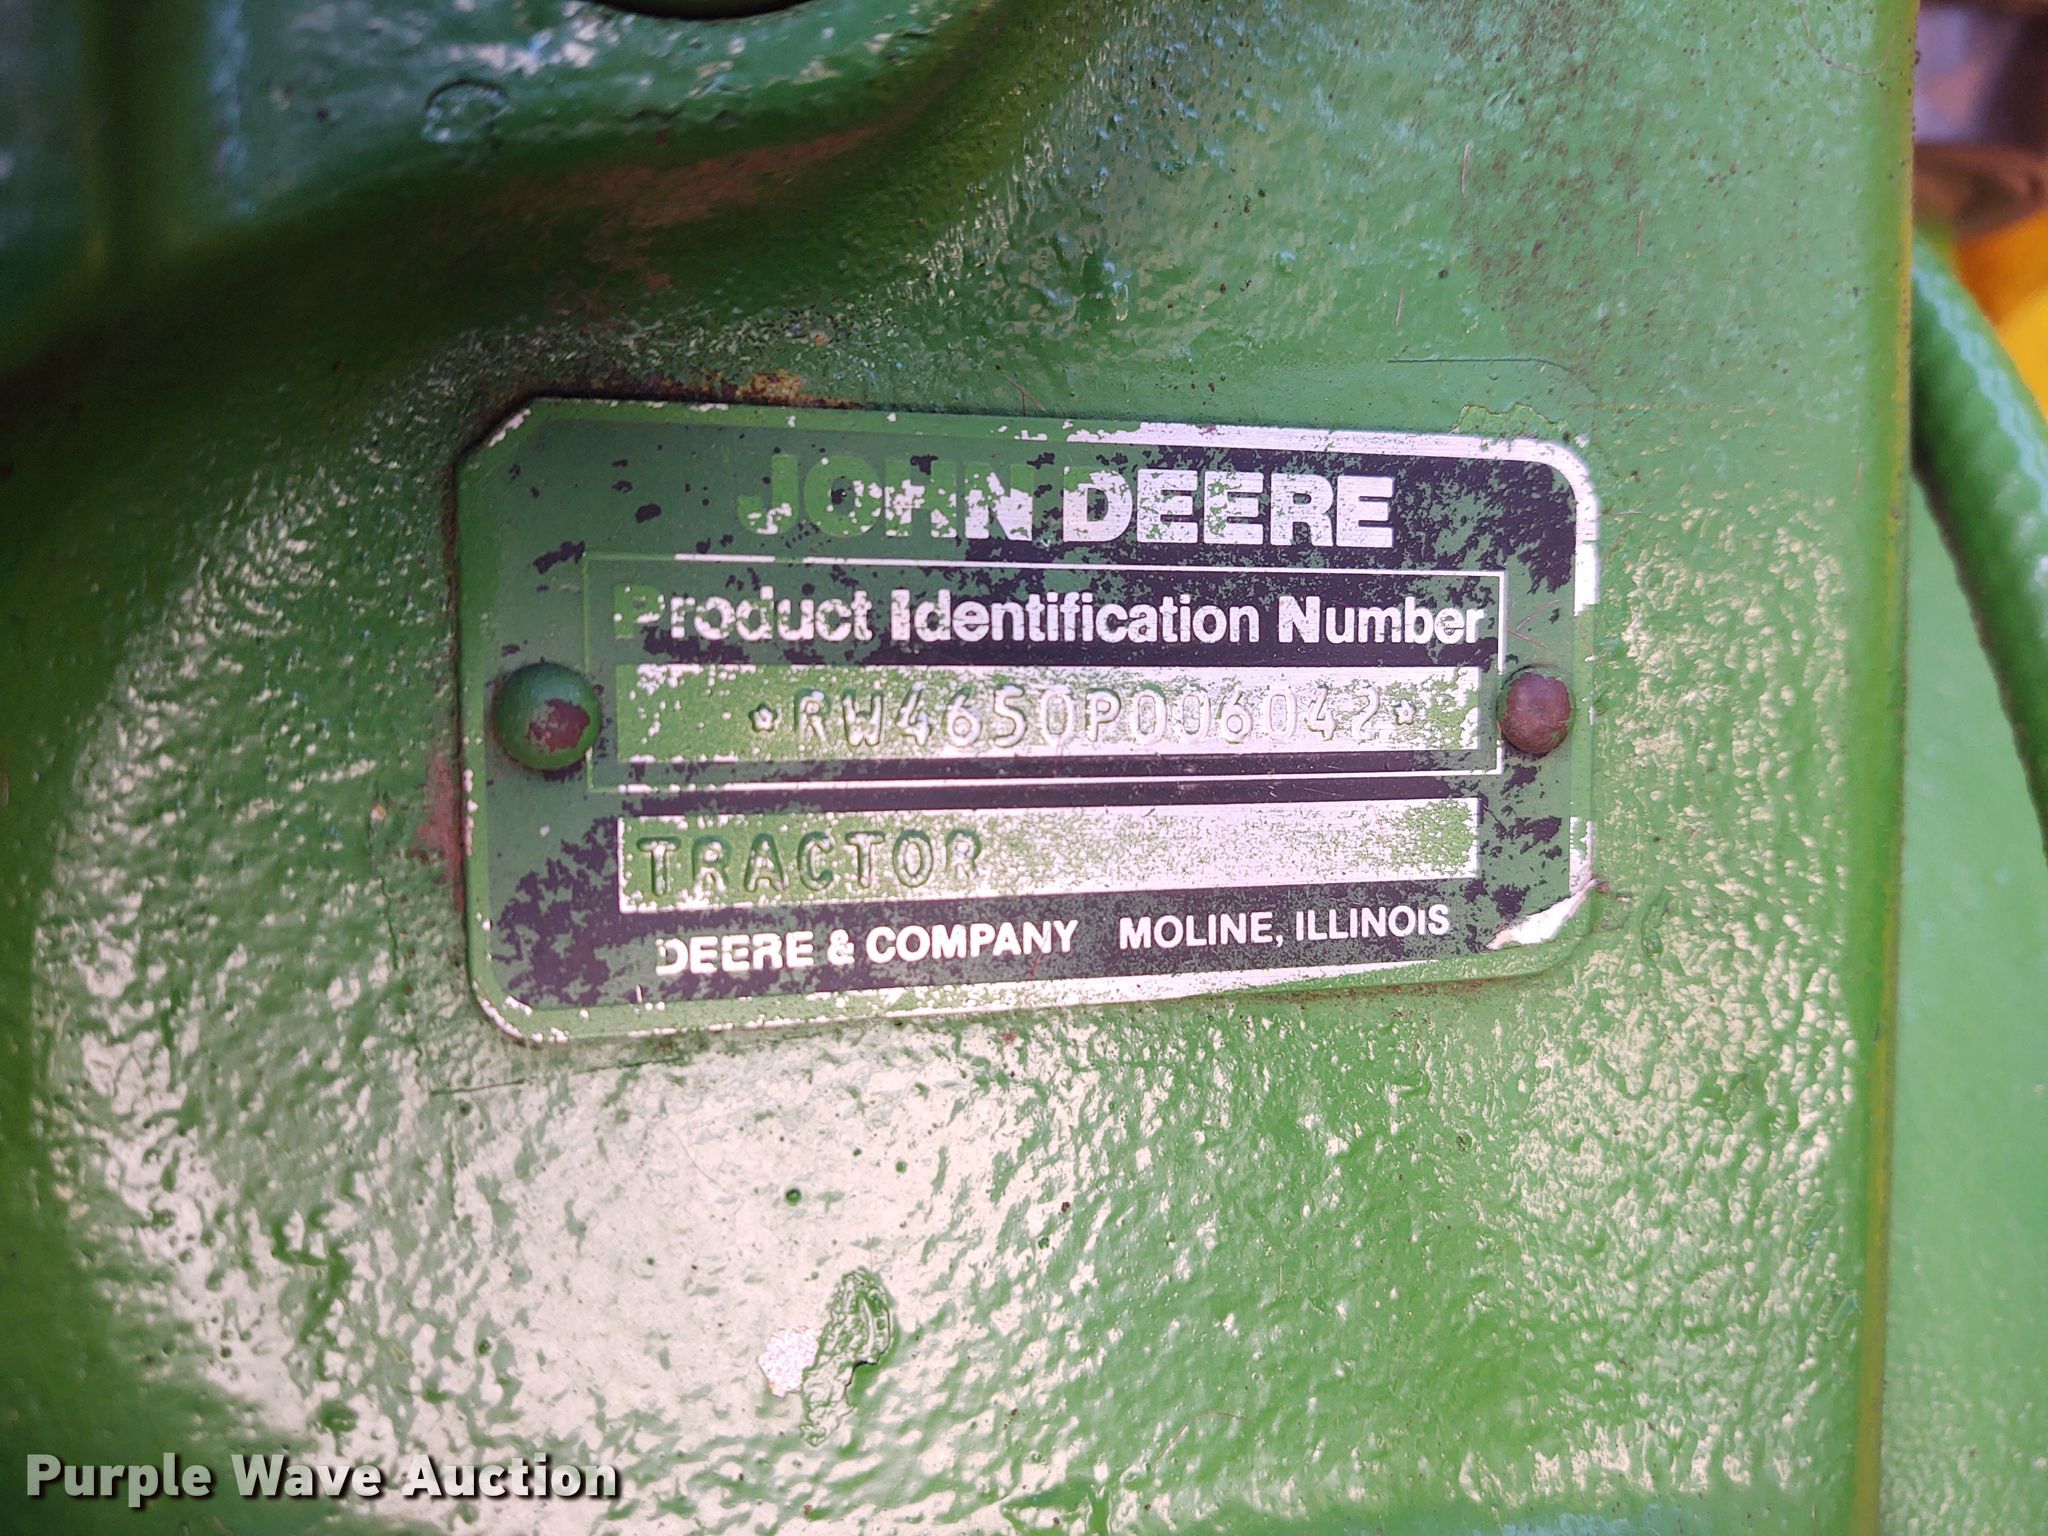 JOHN DEERE
Product Identification Number
*RW4650P006042*
TRACTOR
DEERE & COMPANY MOLINE, ILLINOIS
Purple Wave Auction